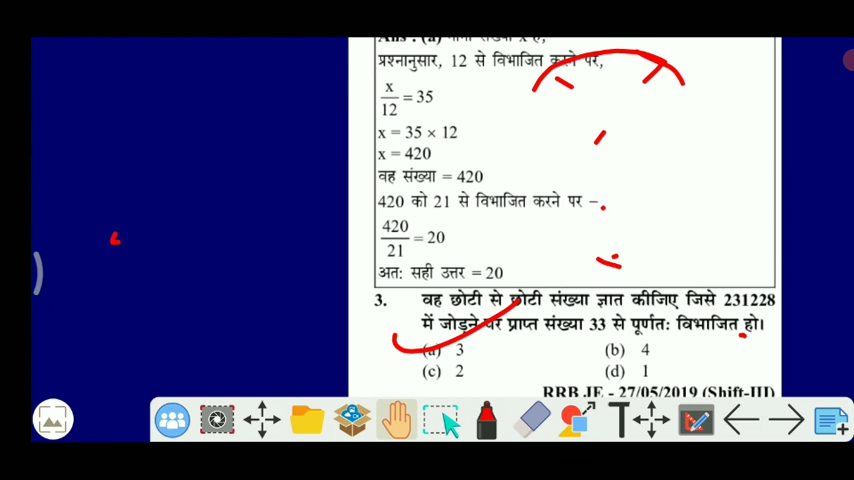 Ans : (a) माना संख्या x है,
प्रश्नानुसार, 12 से विभाजित करने पर,
x/12 = 35
x = 35 × 12
x = 420
वह संख्या = 420
420 को 21 से विभाजित करने पर –
420/21 = 20
अत: सही उत्तर = 20
3. वह छोटी से छोटी संख्या ज्ञात कीजिए जिसे 231228
में जोड़ने पर प्राप्त संख्या 33 से पूर्णत: विभाजित हो।
(a) 3 (b) 4
(c) 2 (d) 1
RRB JE - 27/05/2019 (Shift-III)